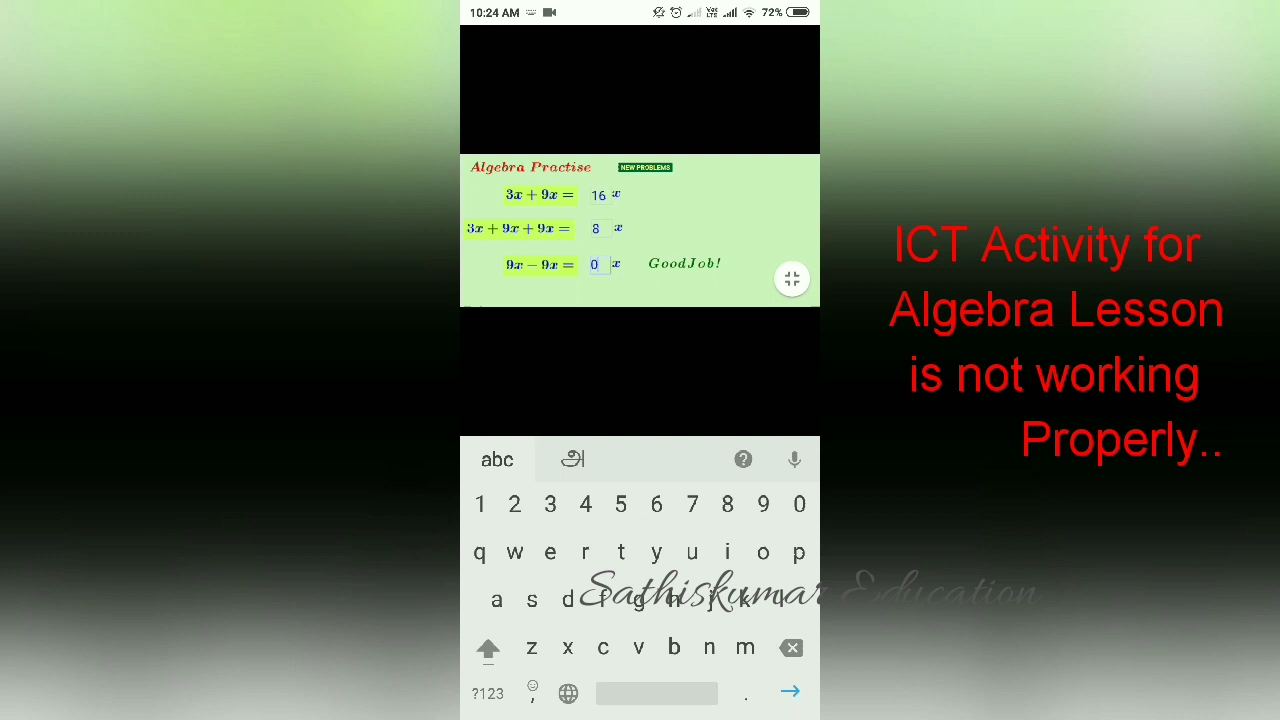 10:24 AM
Vo LTE
72%
Algebra Practise
NEW PROBLEMS
3x + 9x = 16 x
3x + 9x + 9x = 8 x
9x − 9x = 0 x
GoodJob!
ICT Activity for
Algebra Lesson
is not working
Properly..
abc அ
1 2 3 4 5 6 7 8 9 0
q w e r t y u i o p
a s d f g h j k l
z x c v b n m
?123 , .
Sathiskumar Education